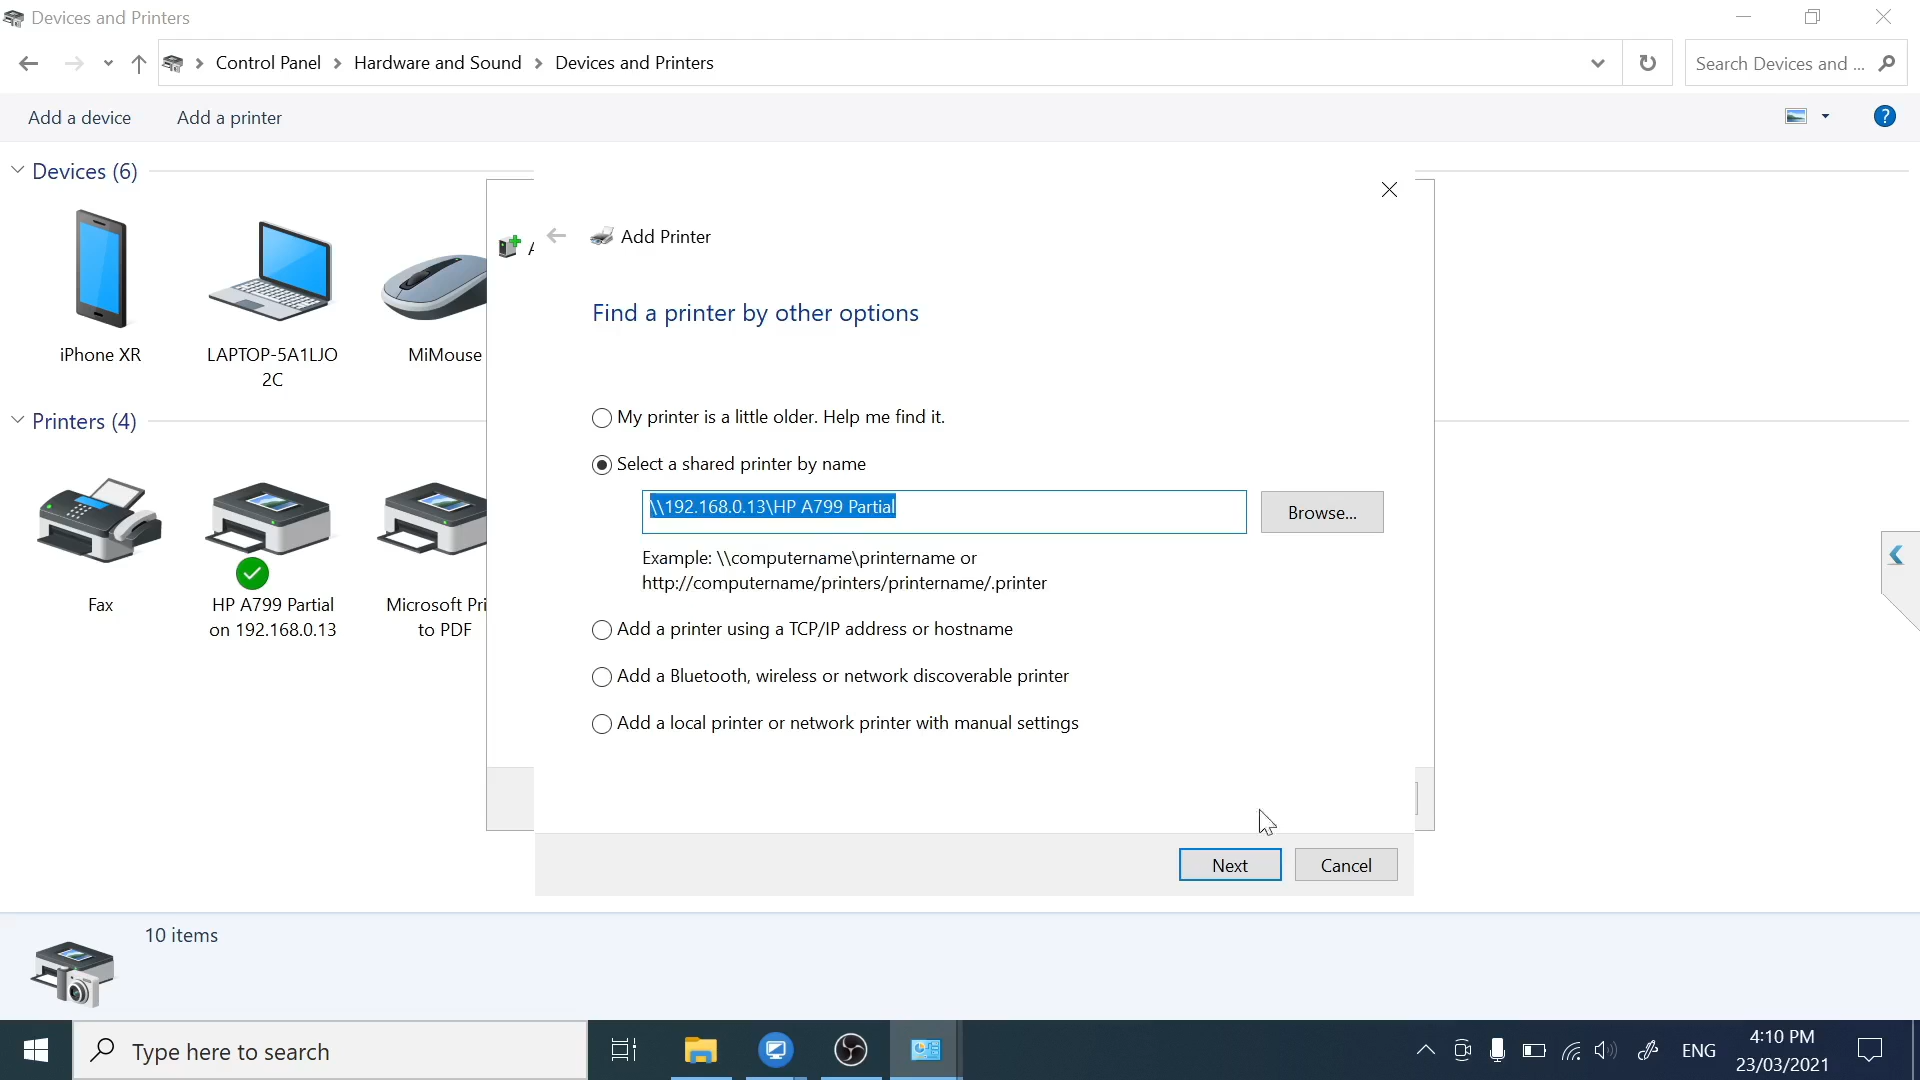 Devices and Printers
Control Panel > Hardware and Sound > Devices and Printers
Search Devices and ...
Add a device
Add a printer
?
Devices (6)
iPhone XR
LAPTOP-5A1LJO
2C
MiMouse
Printers (4)
Fax
HP A799 Partial
on 192.168.0.13
Microsoft Pri
to PDF
Add Printer
Find a printer by other options
My printer is a little older. Help me find it.
Select a shared printer by name
\\192.168.0.13\HP A799 Partial
Browse...
Example: \\computername\printername or
http://computername/printers/printername/.printer
Add a printer using a TCP/IP address or hostname
Add a Bluetooth, wireless or network discoverable printer
Add a local printer or network printer with manual settings
Next
Cancel
10 items
Type here to search
ENG
4:10 PM
23/03/2021